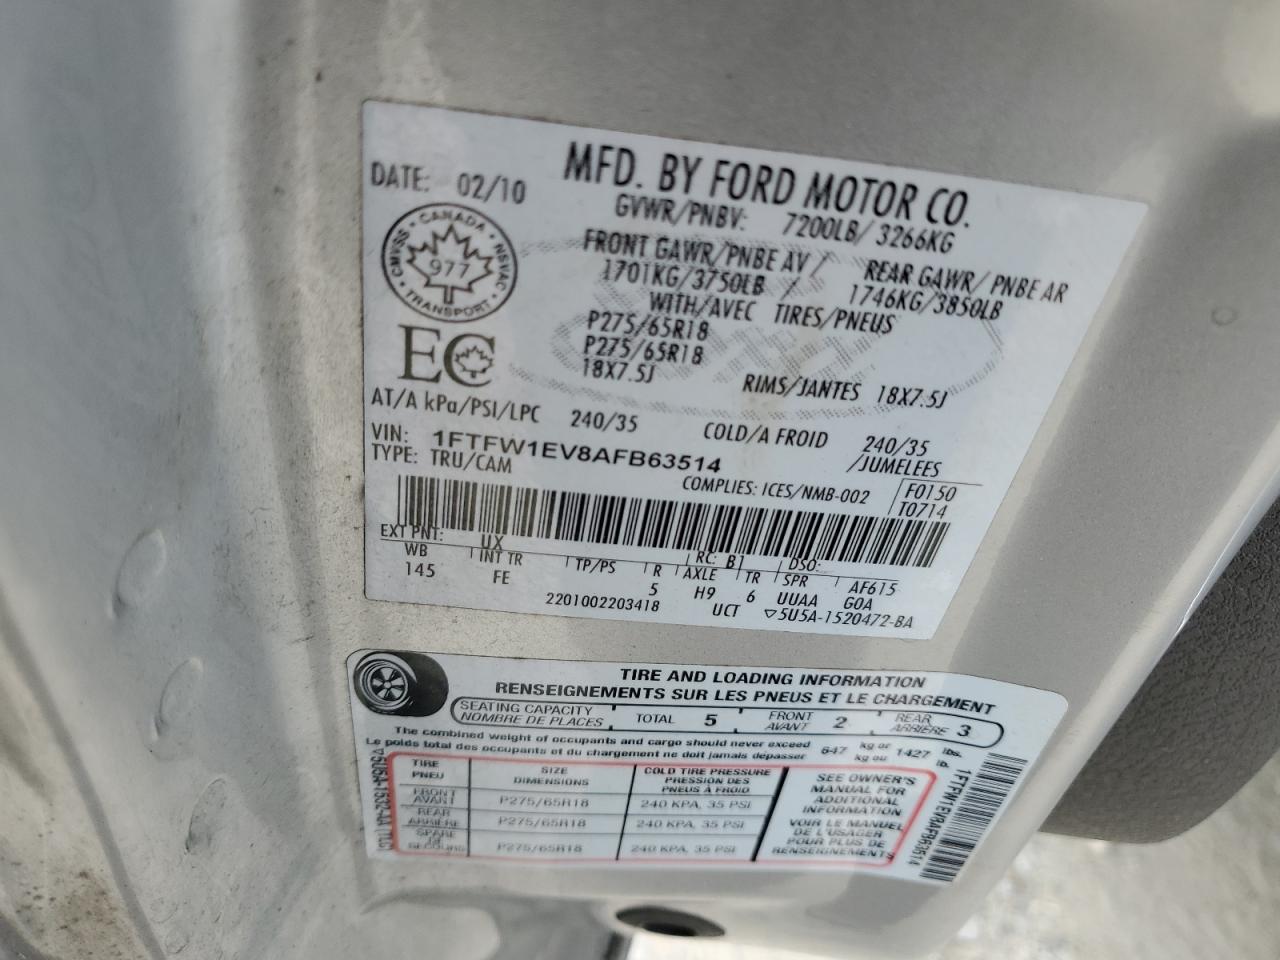 MFD. BY FORD MOTOR CO.
DATE: 02/10
GVWR/PNBV: 7200LB/ 3266KG
FRONT GAWR/PNBE AV / REAR GAWR/ PNBE AR
1701KG/3750LB / 1746KG/3850LB
WITH/AVEC TIRES/PNEUS
P275/65R18
P275/65R18
18X7.5J RIMS/JANTES 18X7.5J
CANADA
CMVSS NSVAC
977
TRANSPORT
EC
AT/A kPa/PSI/LPC 240/35 COLD/A FROID 240/35
VIN: 1FTFW1EV8AFB63514 /JUMELEES
TYPE: TRU/CAM
COMPLIES: ICES/NMB-002 F0150
T0714
EXT PNT: UX RC: B1 DSO:
WB INT TR TP/PS R AXLE TR SPR AF615
145 FE 5 H9 6 UUAA G0A
2201002203418 UCT ▽5U5A-1520472-BA
TIRE AND LOADING INFORMATION
RENSEIGNEMENTS SUR LES PNEUS ET LE CHARGEMENT
SEATING CAPACITY
NOMBRE DE PLACES TOTAL 5 FRONT AVANT 2 REAR ARRIÈRE 3
The combined weight of occupants and cargo should never exceed 647 kg or 1427 lbs.
Le poids total des occupants et du chargement ne doit jamais dépasser kg ou lb.
TIRE SIZE COLD TIRE PRESSURE
PNEU DIMENSIONS PRESSION DES PNEUS À FROID
FRONT AVANT P275/65R18 240 KPA, 35 PSI
REAR ARRIÈRE P275/65R18 240 KPA, 35 PSI
SPARE DE SECOURS P275/65R18 240 KPA, 35 PSI
SEE OWNER'S
MANUAL FOR
ADDITIONAL
INFORMATION
VOIR LE MANUEL
DE L'USAGER
POUR PLUS DE
RENSEIGNEMENTS
1FTFW1EV8AFB63514